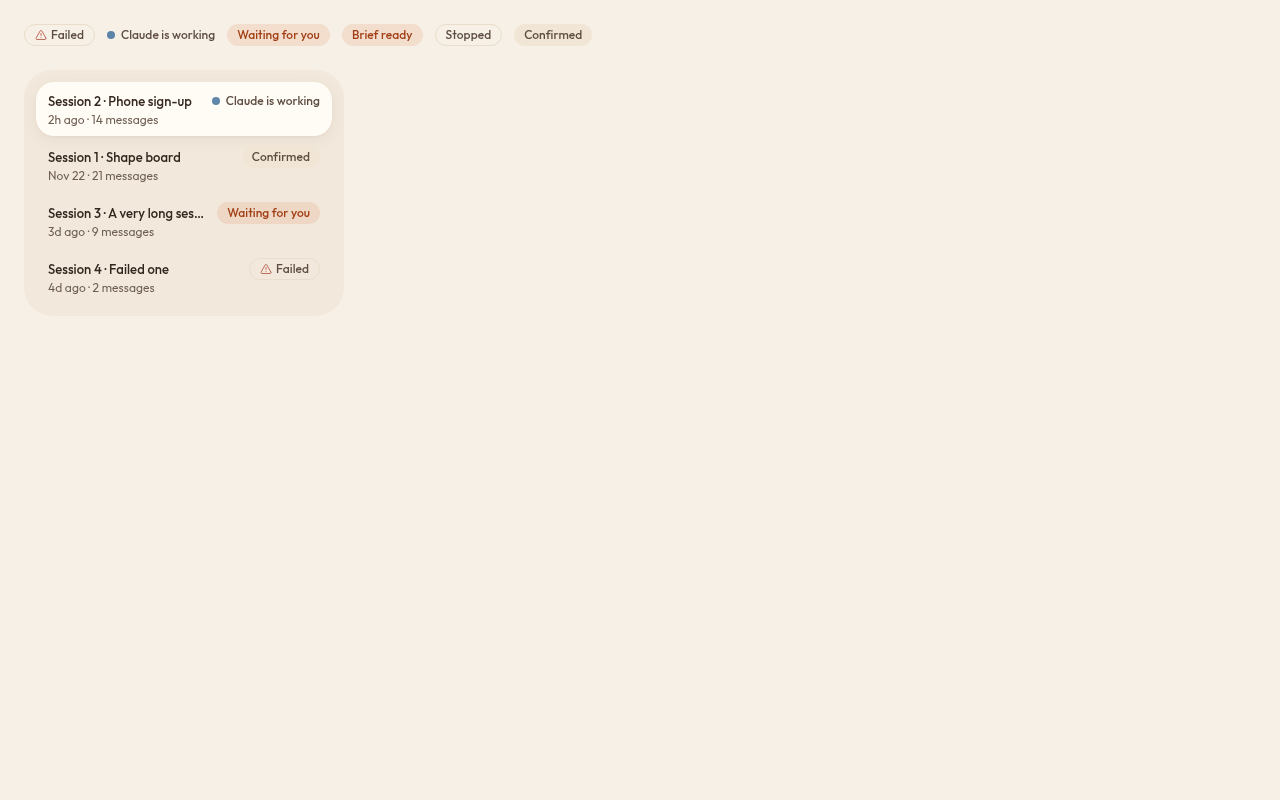 Failed Claude is working Waiting for you Brief ready Stopped Confirmed
Session 2 · Phone sign-up Claude is working
2h ago · 14 messages
Session 1 · Shape board Confirmed
Nov 22 · 21 messages
Session 3 · A very long ses… Waiting for you
3d ago · 9 messages
Session 4 · Failed one Failed
4d ago · 2 messages